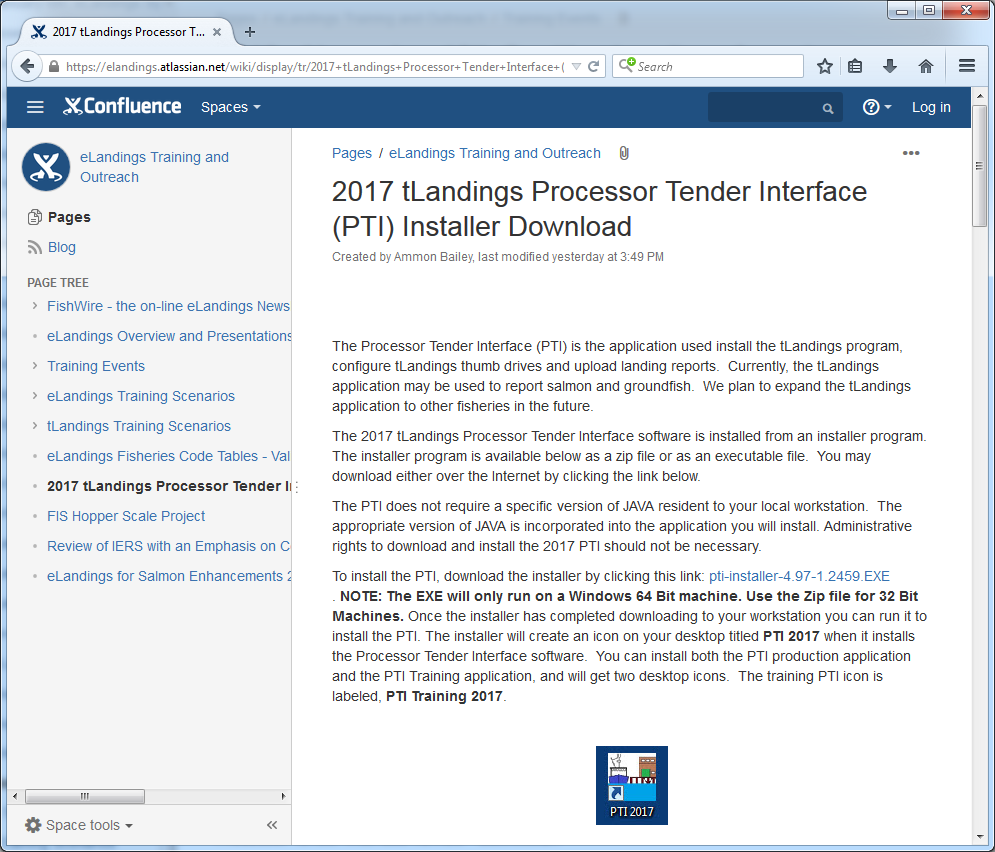 2017 tLandings Processor T...
https://elandings.atlassian.net/wiki/display/tr/2017+tLandings+Processor+Tender+Interface+(
Search
Confluence
Spaces
Log in
eLandings Training and
Outreach
Pages
Blog
PAGE TREE
FishWire - the on-line eLandings News
eLandings Overview and Presentations
Training Events
eLandings Training Scenarios
tLandings Training Scenarios
eLandings Fisheries Code Tables - Val
2017 tLandings Processor Tender I
FIS Hopper Scale Project
Review of IERS with an Emphasis on C
eLandings for Salmon Enhancements 2
Space tools
Pages / eLandings Training and Outreach
2017 tLandings Processor Tender Interface
(PTI) Installer Download
Created by Ammon Bailey, last modified yesterday at 3:49 PM
The Processor Tender Interface (PTI) is the application used install the tLandings program,
configure tLandings thumb drives and upload landing reports.  Currently, the tLandings
application may be used to report salmon and groundfish.  We plan to expand the tLandings
application to other fisheries in the future.
The 2017 tLandings Processor Tender Interface software is installed from an installer program.
The installer program is available below as a zip file or as an executable file.  You may
download either over the Internet by clicking the link below.
The PTI does not require a specific version of JAVA resident to your local workstation.  The
appropriate version of JAVA is incorporated into the application you will install. Administrative
rights to download and install the 2017 PTI should not be necessary.
To install the PTI, download the installer by clicking this link: pti-installer-4.97-1.2459.EXE
. NOTE: The EXE will only run on a Windows 64 Bit machine. Use the Zip file for 32 Bit
Machines. Once the installer has completed downloading to your workstation you can run it to
install the PTI. The installer will create an icon on your desktop titled PTI 2017 when it installs
the Processor Tender Interface software.  You can install both the PTI production application
and the PTI Training application, and will get two desktop icons.  The training PTI icon is
labeled, PTI Training 2017.
PTI 2017